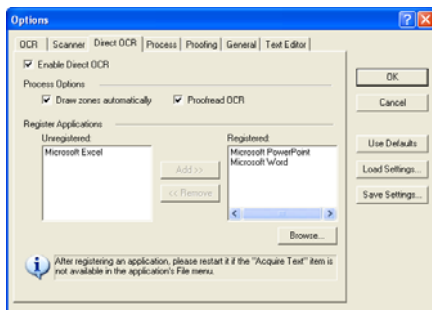 Options
OCR Scanner Direct OCR Process Proofing General Text Editor
Enable Direct OCR
Process Options
Draw zones automatically Proofread OCR
Register Applications
Unregistered: Registered:
Microsoft Excel
Microsoft PowerPoint
Microsoft Word
Add >>
<< Remove
Browse...
After registering an application, please restart it if the "Acquire Text" item is
not available in the application's File menu.
OK
Cancel
Use Defaults
Load Settings...
Save Settings...